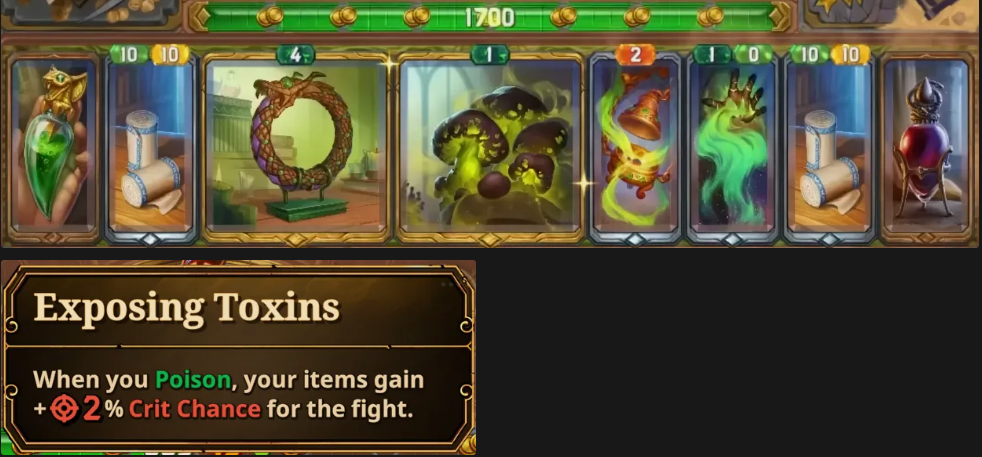 1700
10 10
4
1
2
1 0
10 10
Exposing Toxins
When you Poison, your items gain
+ 2% Crit Chance for the fight.